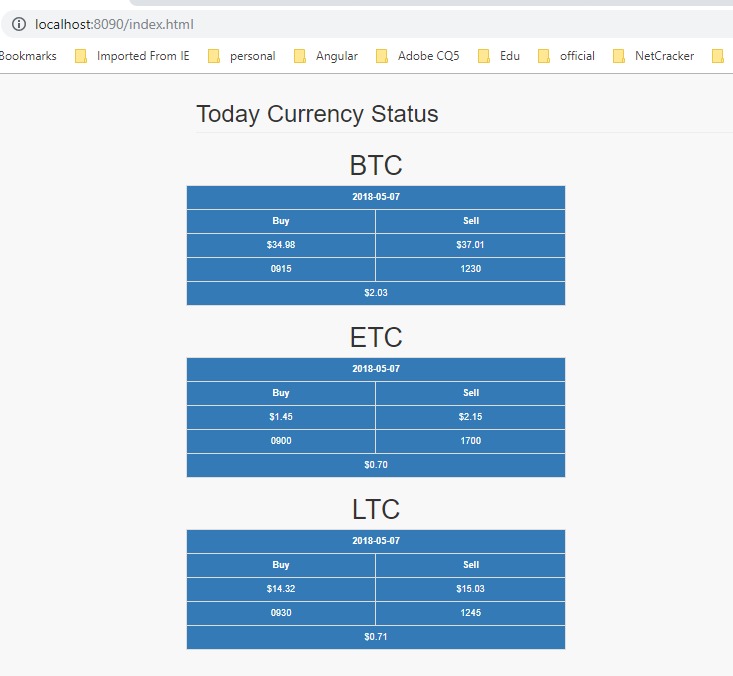 localhost:8090/index.html
Bookmarks Imported From IE personal Angular Adobe CQ5 Edu official NetCracker
Today Currency Status
BTC
2018-05-07
Buy Sell
$34.98 $37.01
0915 1230
$2.03
ETC
2018-05-07
Buy Sell
$1.45 $2.15
0900 1700
$0.70
LTC
2018-05-07
Buy Sell
$14.32 $15.03
0930 1245
$0.71